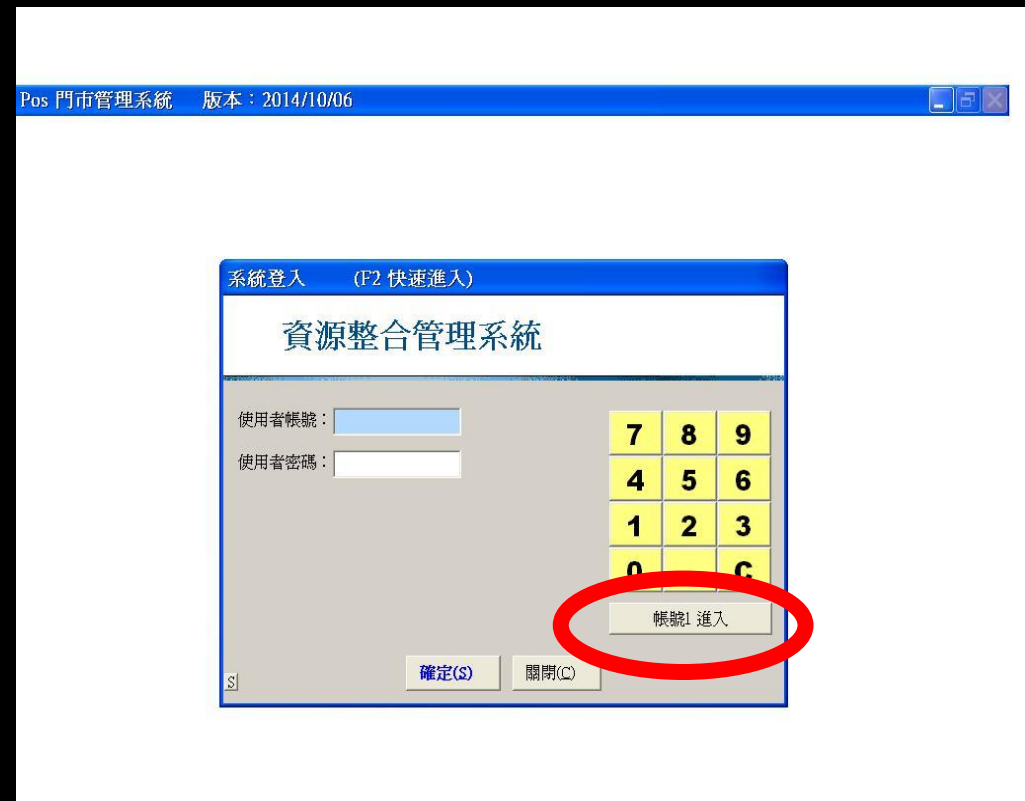 Pos 門市管理系統 版本：2014/10/06
系統登入 (F2 快速進入)
資源整合管理系統
使用者帳號：
使用者密碼：
7 8 9
4 5 6
1 2 3
0 C
帳號1 進入
確定(S) 關閉(C)
S